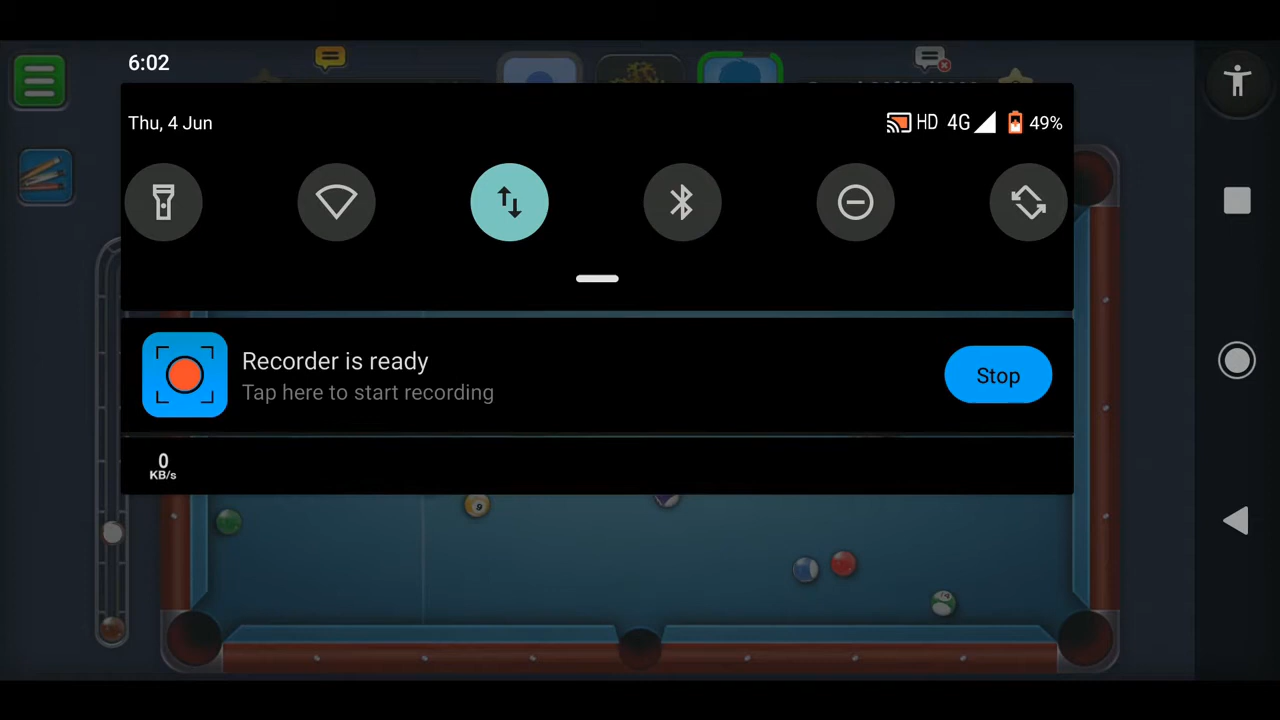 6:02
Thu, 4 Jun
HD 4G 49%
Recorder is ready
Tap here to start recording
Stop
0
KB/s
9